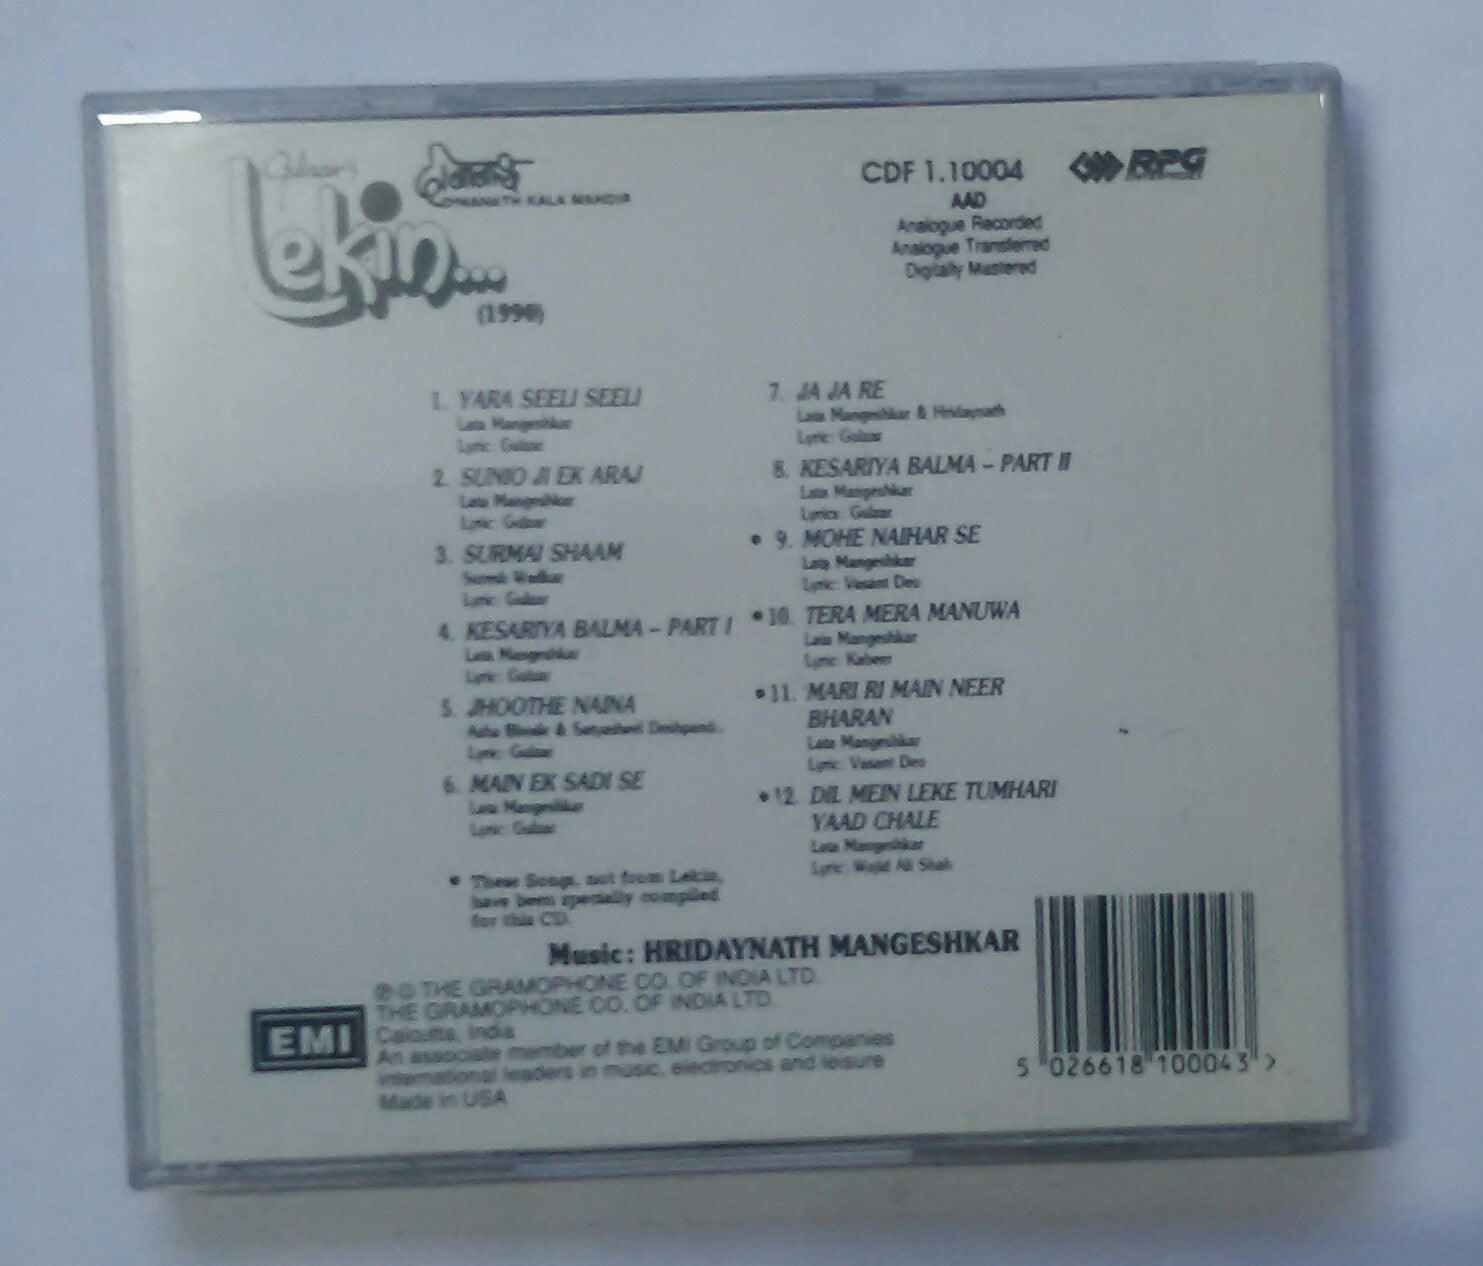 Gulzar's
Lekin...
(1990)
DINANATH KALA MANDIR
CDF 1.10004
AAD
Analogue Recorded
Analogue Transferred
Digitally Mastered
RPG
1. YARA SEELI SEELI
Lata Mangeshkar
Lyric: Gulzar
2. SUNIO JI EK ARAJ
Lata Mangeshkar
Lyric: Gulzar
3. SURMAI SHAAM
Suresh Wadkar
Lyric: Gulzar
4. KESARIYA BALMA – PART I
Lata Mangeshkar
Lyric: Gulzar
5. JHOOTHE NAINA
Asha Bhosle & Satyasheel Deshpande
Lyric: Gulzar
6. MAIN EK SADI SE
Lata Mangeshkar
Lyric: Gulzar
7. JA JA RE
Lata Mangeshkar & Hridaynath
Lyric: Gulzar
8. KESARIYA BALMA – PART II
Lata Mangeshkar
Lyrics: Gulzar
• 9. MOHE NAIHAR SE
Lata Mangeshkar
Lyric: Vasant Deo
• 10. TERA MERA MANUWA
Lata Mangeshkar
Lyric: Kabeer
• 11. MARI RI MAIN NEER
BHARAN
Lata Mangeshkar
Lyric: Vasant Deo
• 12. DIL MEIN LEKE TUMHARI
YAAD CHALE
Lata Mangeshkar
Lyric: Wajid Ali Shah
• These Songs, not from Lekin,
have been specially compiled
for this CD.
Music: HRIDAYNATH MANGESHKAR
℗ © THE GRAMOPHONE CO. OF INDIA LTD.
THE GRAMOPHONE CO. OF INDIA LTD.
Calcutta, India
An associate member of the EMI Group of Companies
international leaders in music, electronics and leisure
Made in USA
EMI
5 026618 100043 >